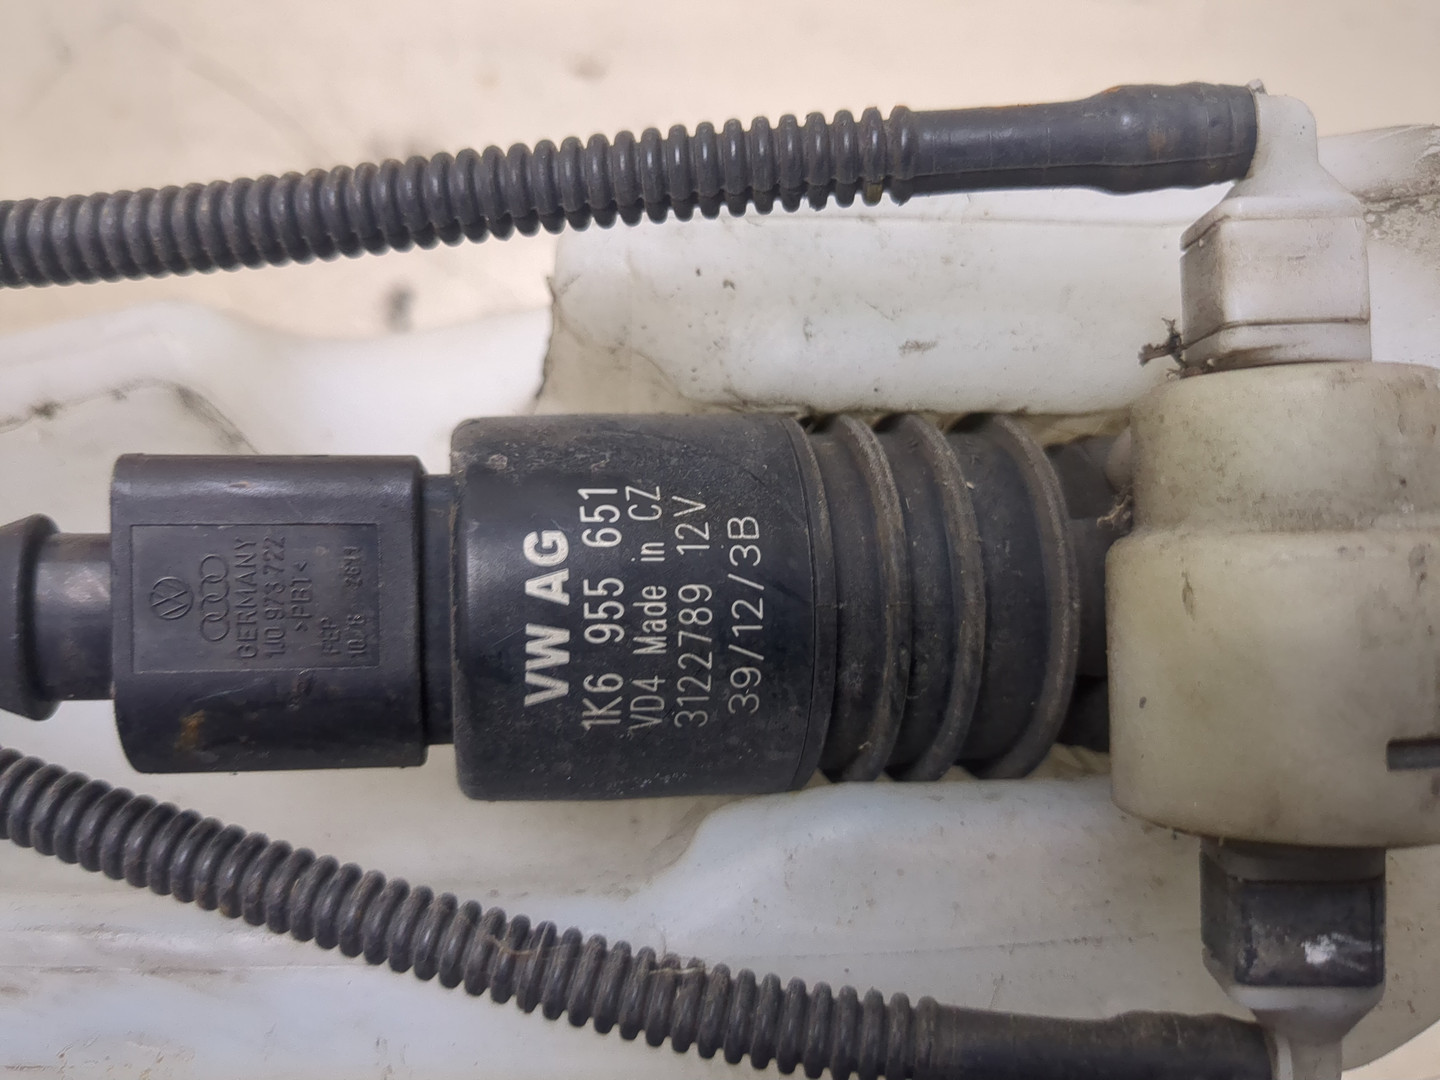 VW AG
1K6 955 651
VD4 Made in CZ
3122789 12V
39/12/3B
GERMANY
1J0 973 722
>PBT<
FEP